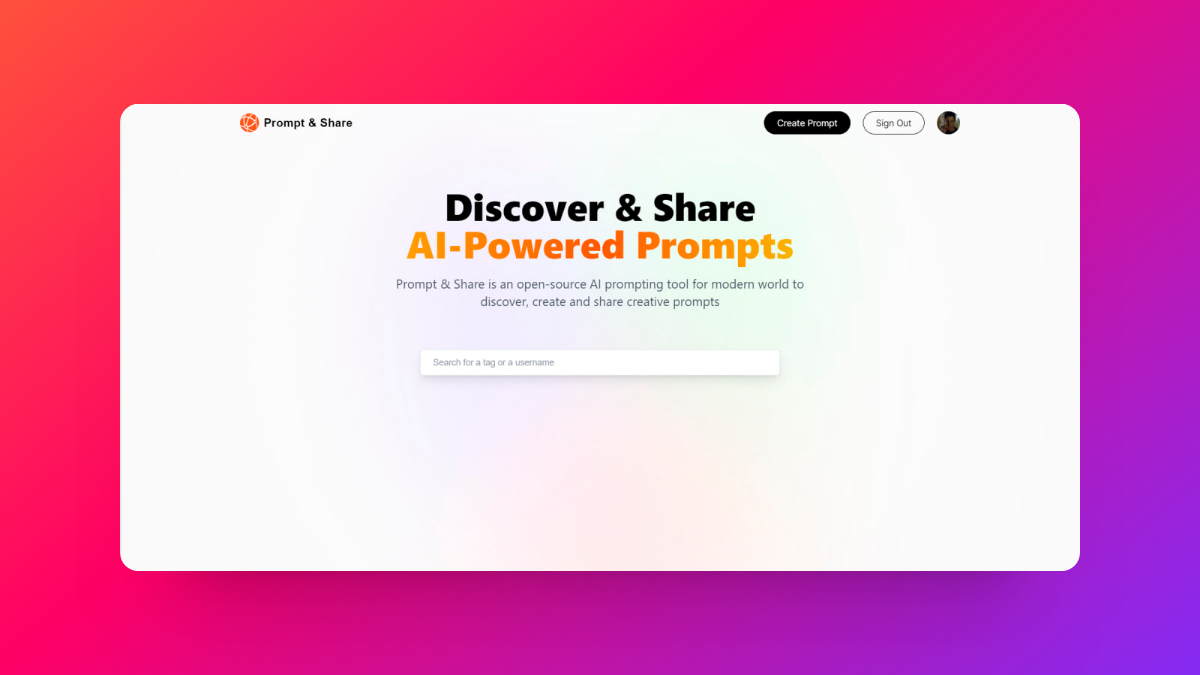 Prompt & Share
Create Prompt
Sign Out
Discover & Share
AI-Powered Prompts
Prompt & Share is an open-source AI prompting tool for modern world to
discover, create and share creative prompts
Search for a tag or a username